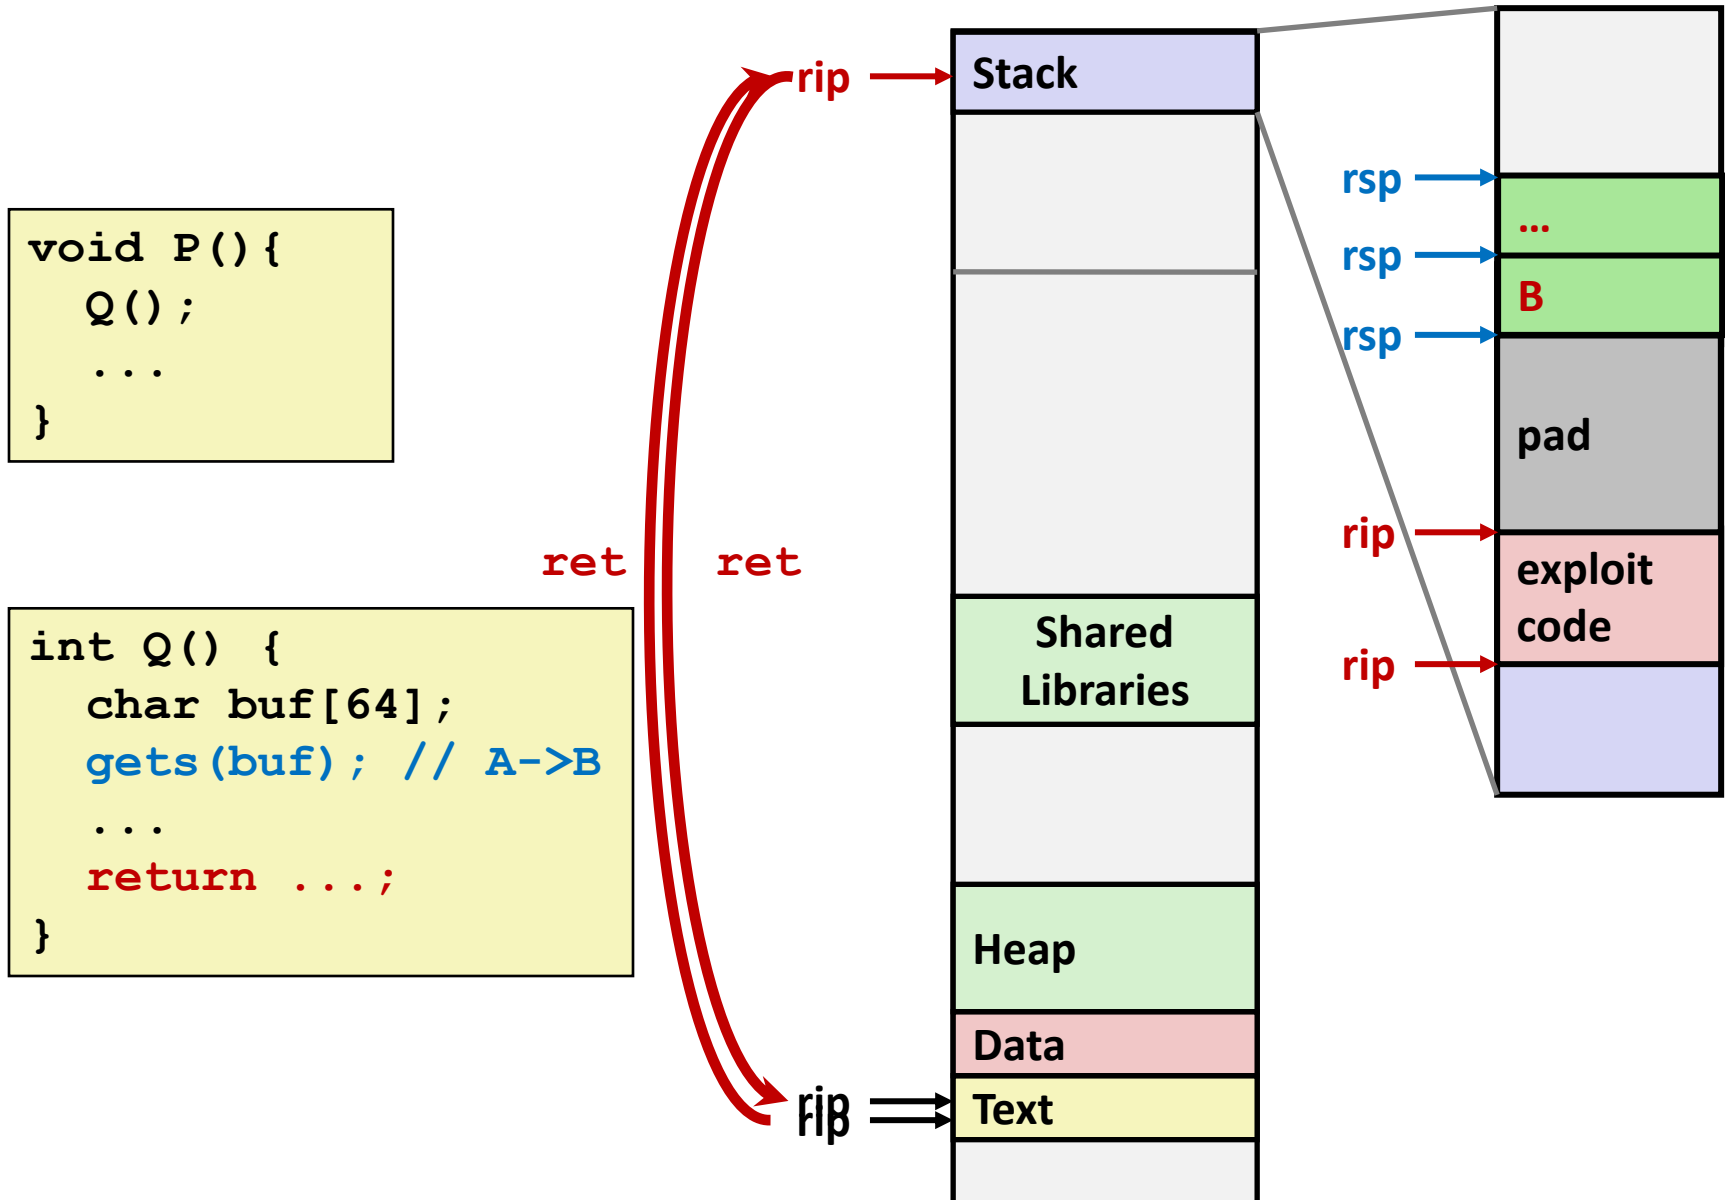 void P(){
  Q();
  ...
}
int Q() {
  char buf[64];
  gets(buf); // A->B
  ...
  return ...;
}
ret
ret
rip
Stack
Shared
Libraries
Heap
Data
rip
rip
Text
rsp
...
rsp
B
rsp
pad
rip
exploit
code
rip